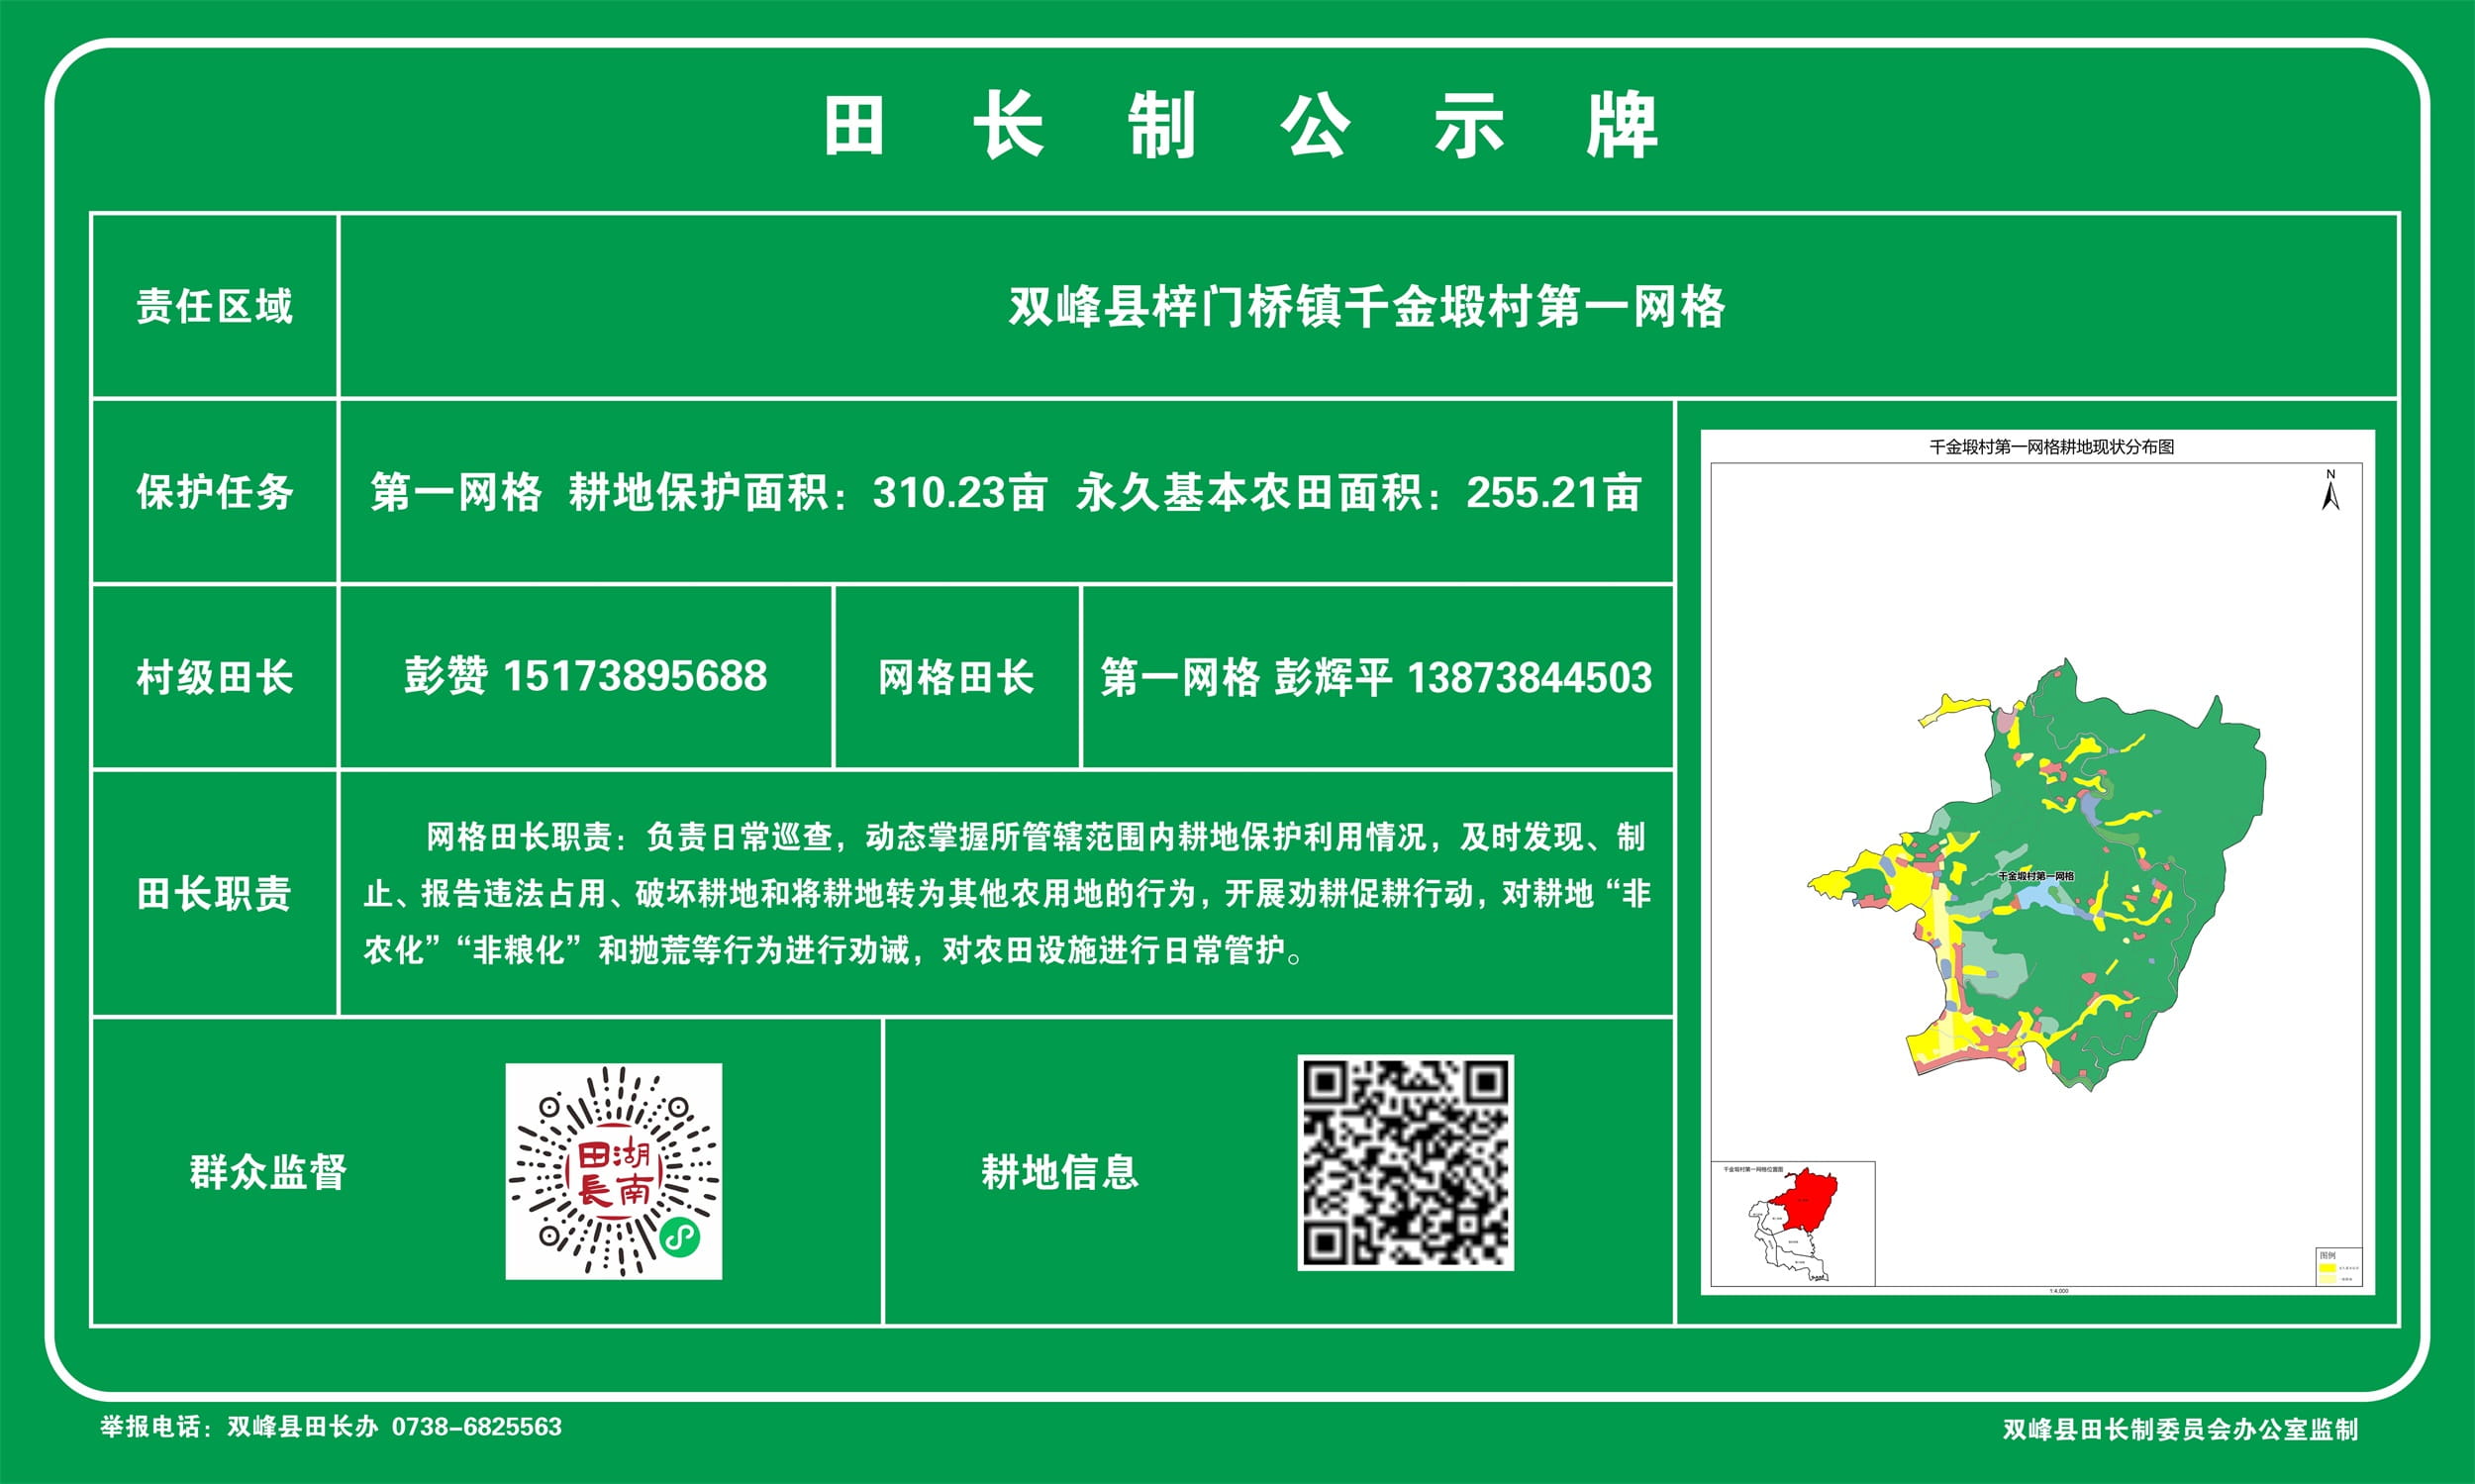 田长制公示牌
责任区域
双峰县梓门桥镇千金塅村第一网格
保护任务
第一网格 耕地保护面积：310.23亩 永久基本农田面积：255.21亩
村级田长
彭赞 15173895688
网格田长
第一网格 彭辉平 13873844503
田长职责
网格田长职责：负责日常巡查，动态掌握所管辖范围内耕地保护利用情况，及时发现、制
止、报告违法占用、破坏耕地和将耕地转为其他农用地的行为，开展劝耕促耕行动，对耕地“非
农化”“非粮化”和抛荒等行为进行劝诫，对农田设施进行日常管护。
群众监督
湖南
田長
耕地信息
千金塅村第一网格耕地现状分布图
N
千金塅村第一网格
千金塅村第一网格位置图
图例
1:4,000
举报电话：双峰县田长办 0738-6825563
双峰县田长制委员会办公室监制